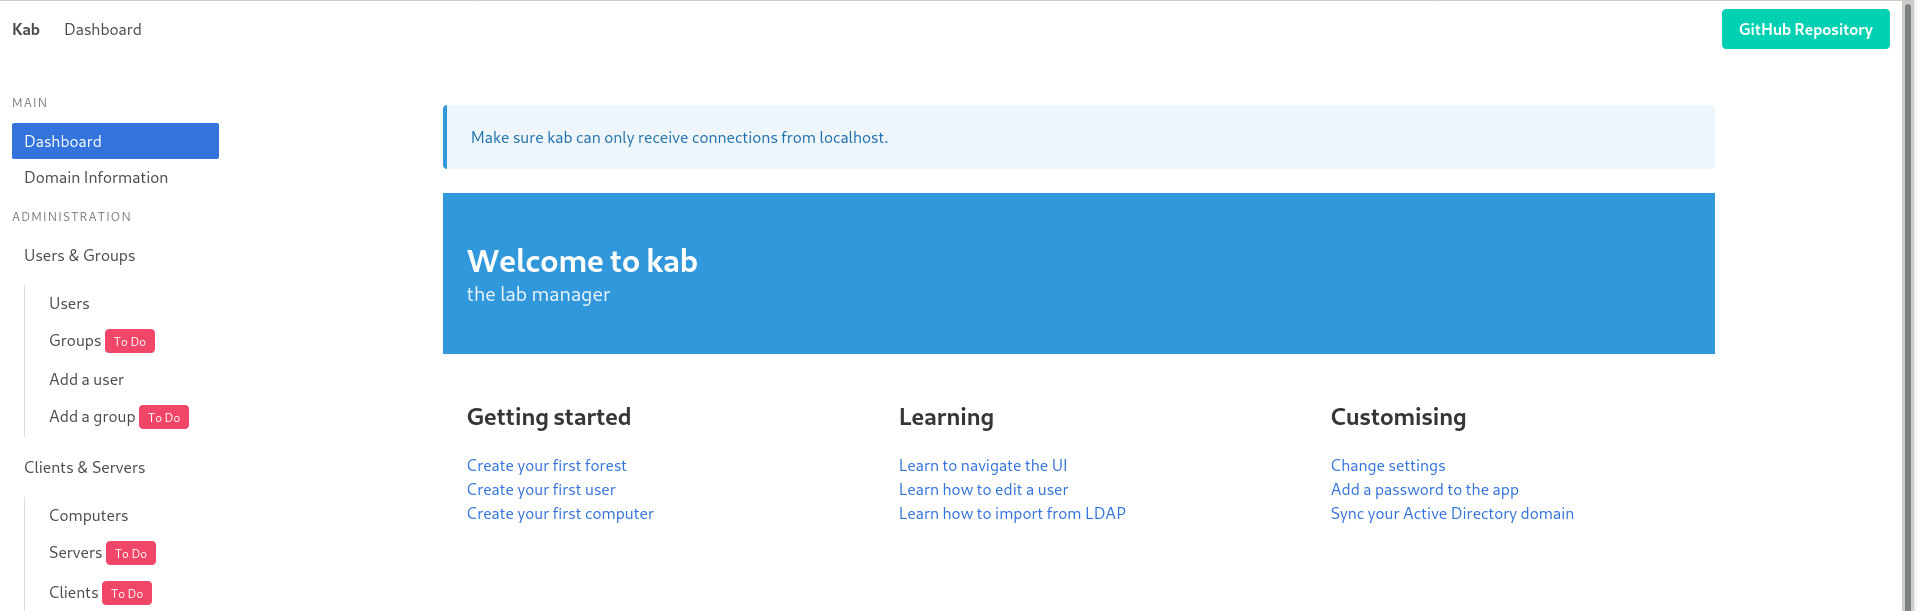 Kab Dashboard GitHub Repository
MAIN
Dashboard
Domain Information
ADMINISTRATION
Users & Groups
Users
Groups To Do
Add a user
Add a group To Do
Clients & Servers
Computers
Servers To Do
Clients To Do
Make sure kab can only receive connections from localhost.
Welcome to kab
the lab manager
Getting started
Create your first forest
Create your first user
Create your first computer
Learning
Learn to navigate the UI
Learn how to edit a user
Learn how to import from LDAP
Customising
Change settings
Add a password to the app
Sync your Active Directory domain